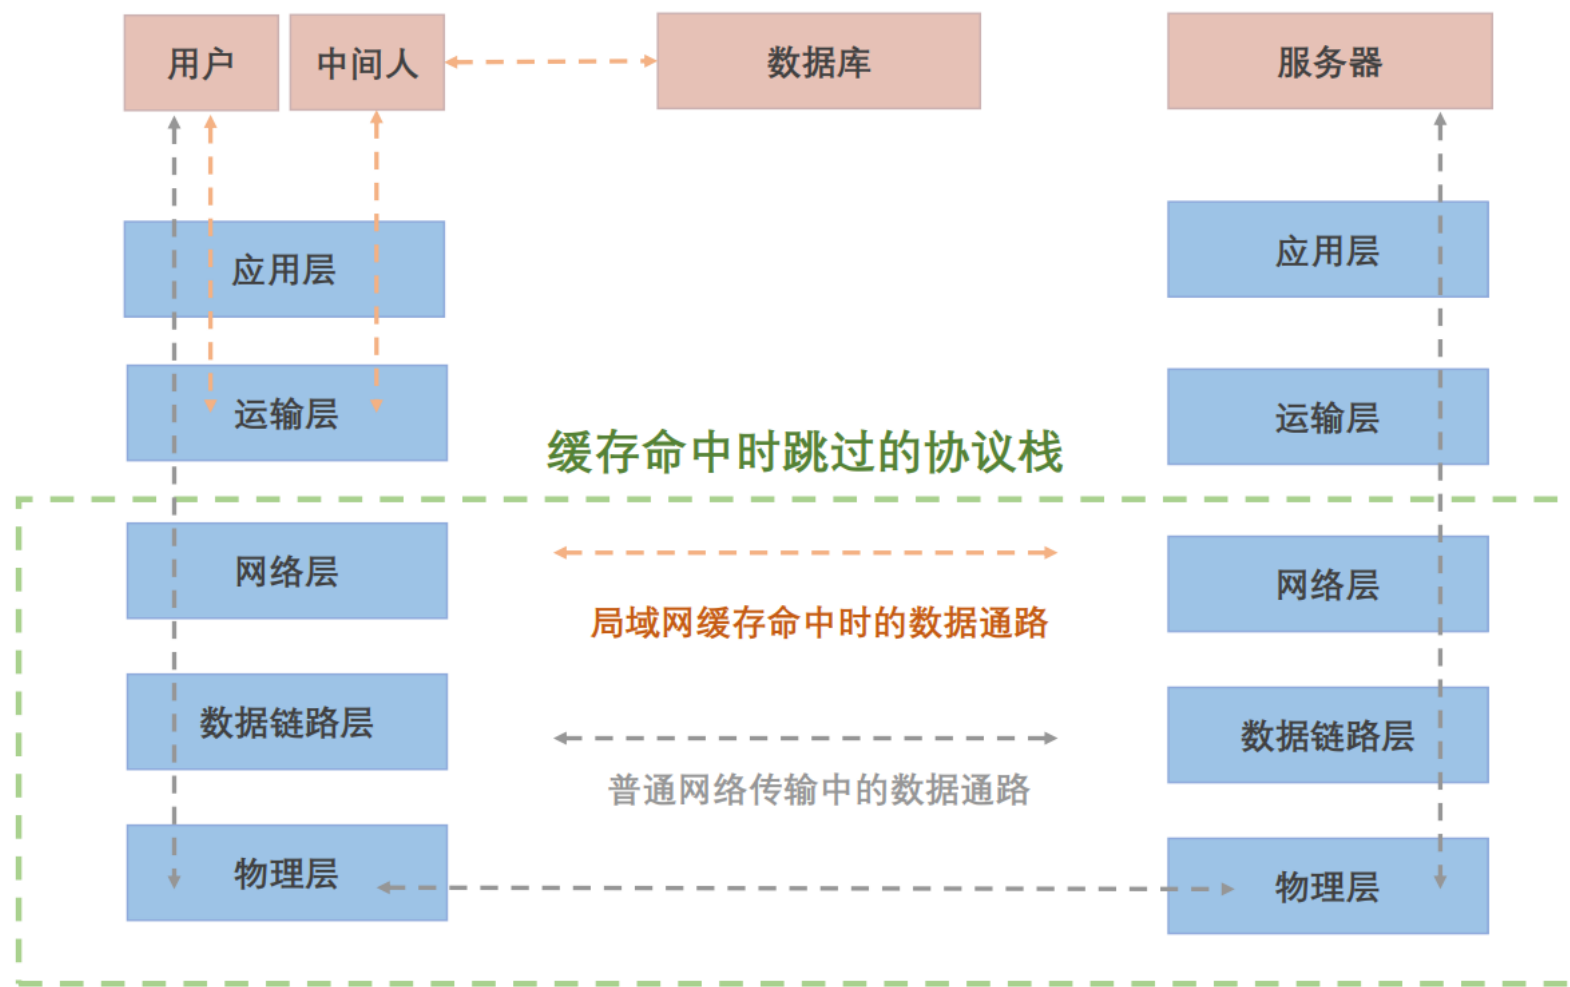 用户
中间人
数据库
服务器
应用层
应用层
运输层
运输层
缓存命中时跳过的协议栈
网络层
网络层
局域网缓存命中时的数据通路
数据链路层
数据链路层
普通网络传输中的数据通路
物理层
物理层